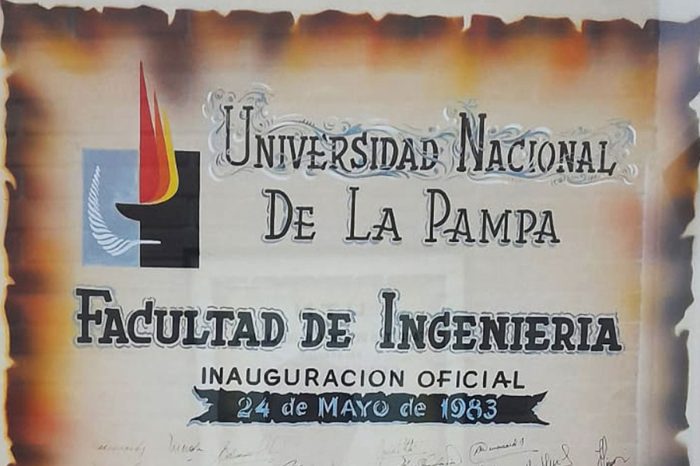 UNIVERSIDAD NACIONAL
DE LA PAMPA
FACULTAD DE INGENIERIA
INAUGURACION OFICIAL
24 de MAYO de 1983